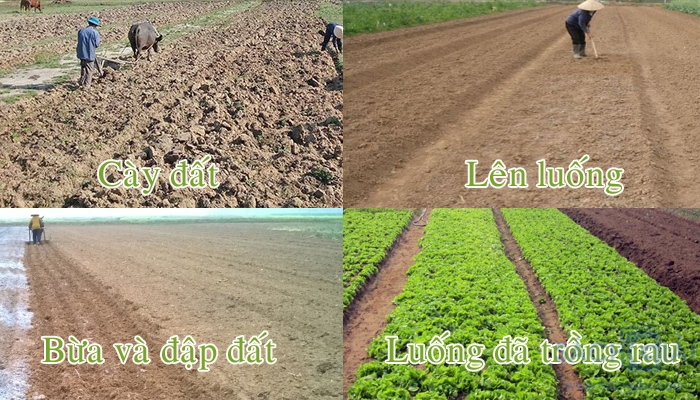 Cày đất
Lên luống
Bừa và đập đất
Luống đã trồng rau